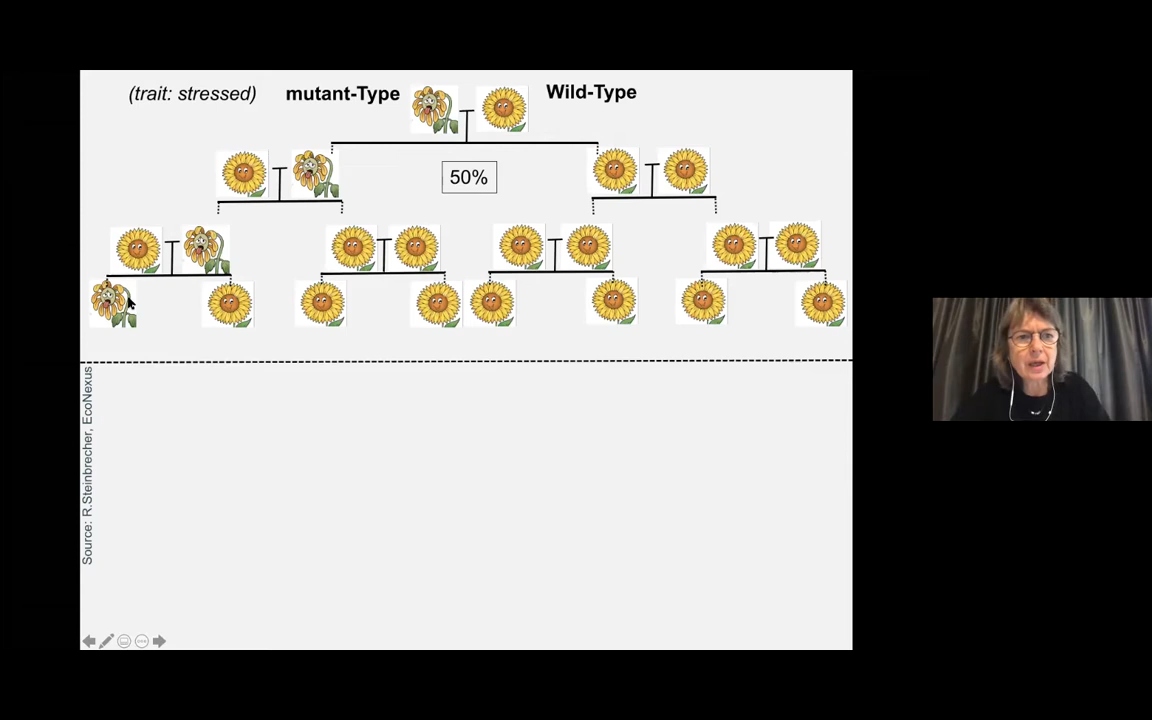 (trait: stressed) mutant-Type Wild-Type
50%
Source: R.Steinbrecher, EcoNexus